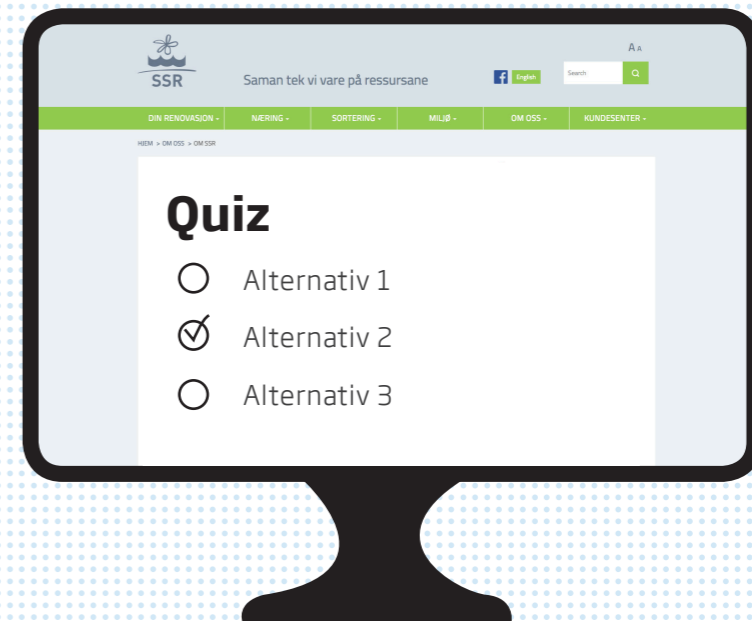 A A
SSR
Saman tek vi vare på ressursane
f
English
Search
DIN RENOVASJON - NÆRING - SORTERING - MILJØ - OM OSS - KUNDESENTER -
HJEM > OM OSS > OM SSR
Quiz
Alternativ 1
Alternativ 2
Alternativ 3